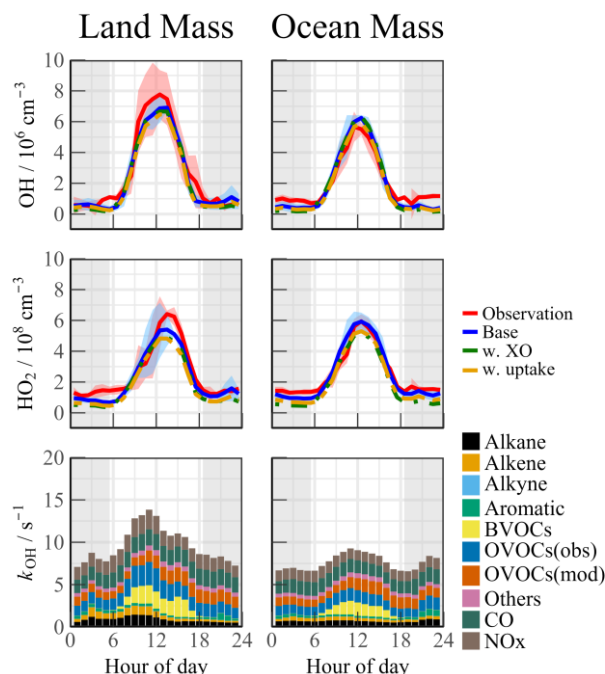 Land Mass Ocean Mass
OH / 10⁶ cm⁻³
10
8
6
4
2
0
HO₂ / 10⁸ cm⁻³
10
8
6
4
2
0
Observation
Base
w. XO
w. uptake
k_OH / s⁻¹
20
15
10
5
0
Alkane
Alkene
Alkyne
Aromatic
BVOCs
OVOCs(obs)
OVOCs(mod)
Others
CO
NOx
0 6 12 18 24 0 6 12 18 24
Hour of day Hour of day